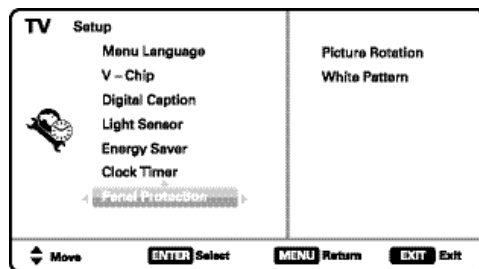 TV Setup
Menu Language
V - Chip
Digital Caption
Light Sensor
Energy Saver
Clock Timer
Panel Protection
Picture Rotation
White Pattern
Move ENTER Select MENU Return EXIT Exit